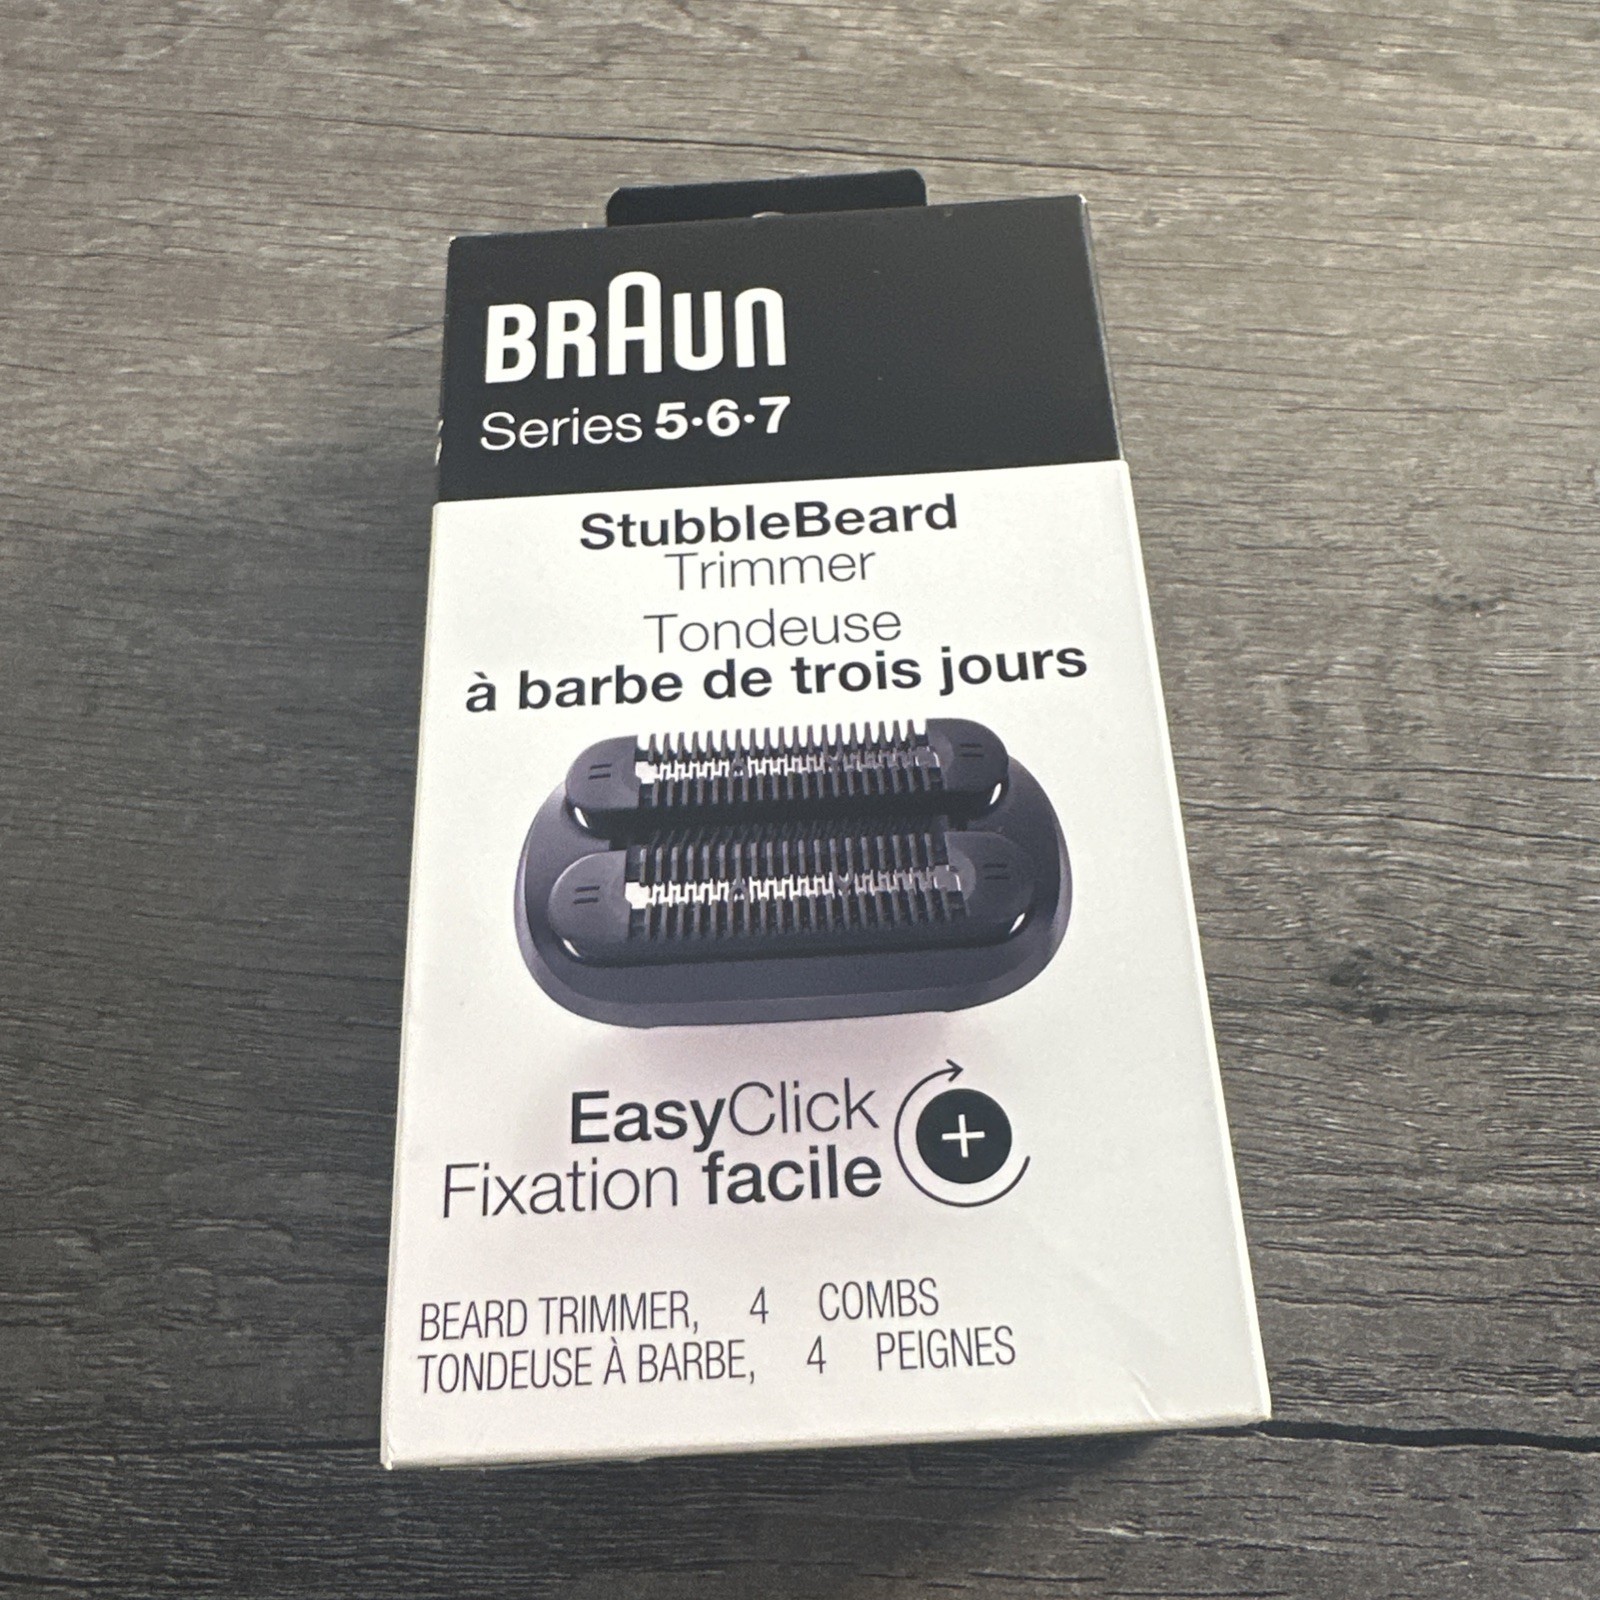 BRAUN
Series 5·6·7
StubbleBeard
Trimmer
Tondeuse
à barbe de trois jours
EasyClick
Fixation facile
+
BEARD TRIMMER, 4 COMBS
TONDEUSE À BARBE, 4 PEIGNES